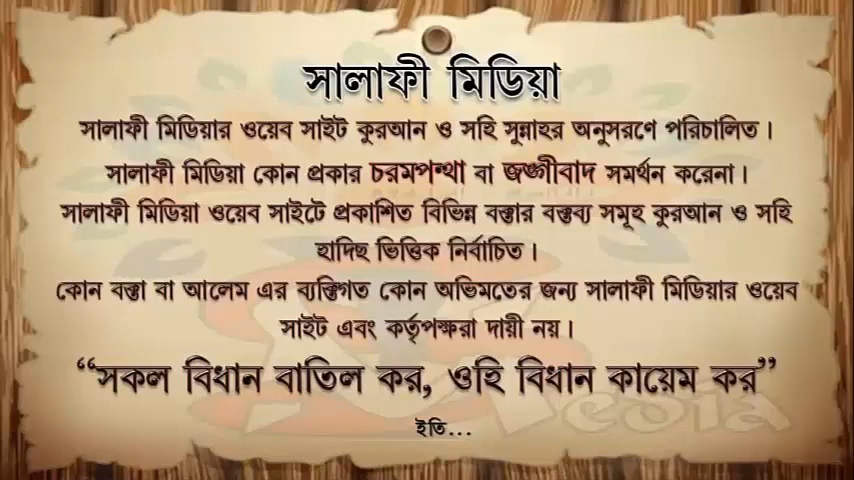 সালাফী মিডিয়া
সালাফী মিডিয়ার ওয়েব সাইট কুরআন ও সহি সুন্নাহর অনুসরণে পরিচালিত।
সালাফী মিডিয়া কোন প্রকার চরমপন্থা বা জঙ্গীবাদ সমর্থন করেনা।
সালাফী মিডিয়া ওয়েব সাইটে প্রকাশিত বিভিন্ন বক্তার বক্তব্য সমূহ কুরআন ও সহি
হাদিছ ভিত্তিক নির্বাচিত।
কোন বক্তা বা আলেম এর ব্যক্তিগত কোন অভিমতের জন্য সালাফী মিডিয়ার ওয়েব
সাইট এবং কর্তৃপক্ষরা দায়ী নয়।
“সকল বিধান বাতিল কর, ওহি বিধান কায়েম কর”
ইতি...